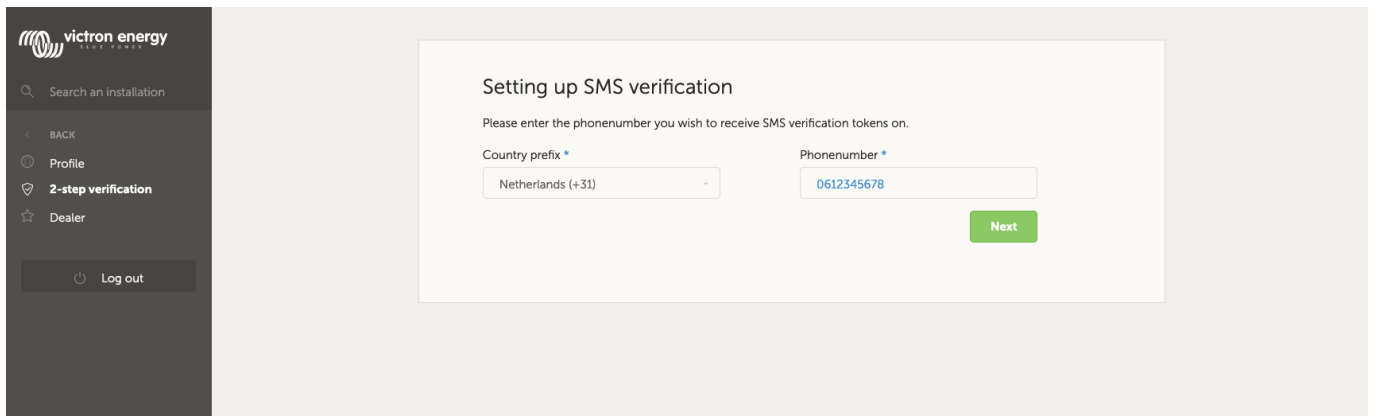 victron energy
BLUE POWER
Search an installation
BACK
Profile
2-step verification
Dealer
Log out
Setting up SMS verification
Please enter the phonenumber you wish to receive SMS verification tokens on.
Country prefix * Phonenumber *
Netherlands (+31) 0612345678
Next